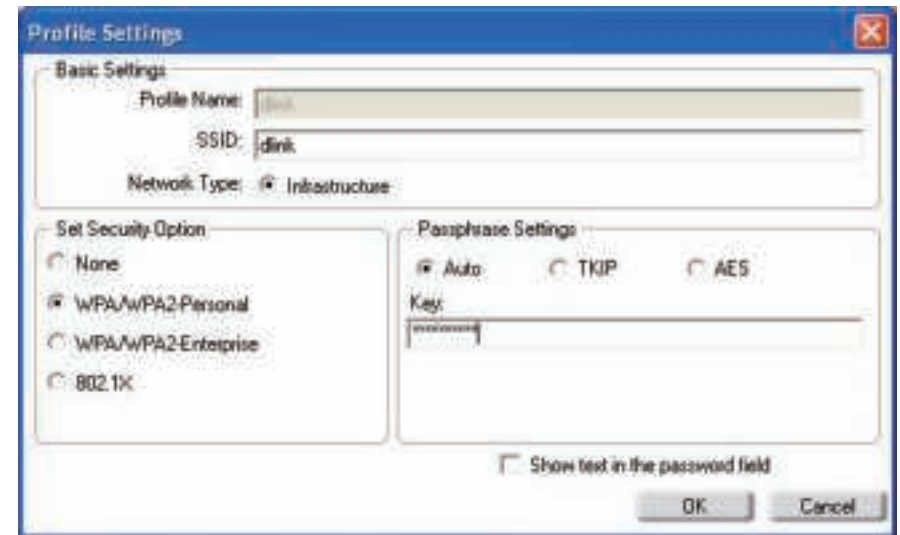 Profile Settings
Basic Settings
Profile Name: dlink
SSID: dlink
Network Type: Infrastructure
Set Security Option
None
WPA/WPA2-Personal
WPA/WPA2-Enterprise
802.1X
Passphrase Settings
Auto TKIP AES
Key:
Show text in the password field
OK Cancel